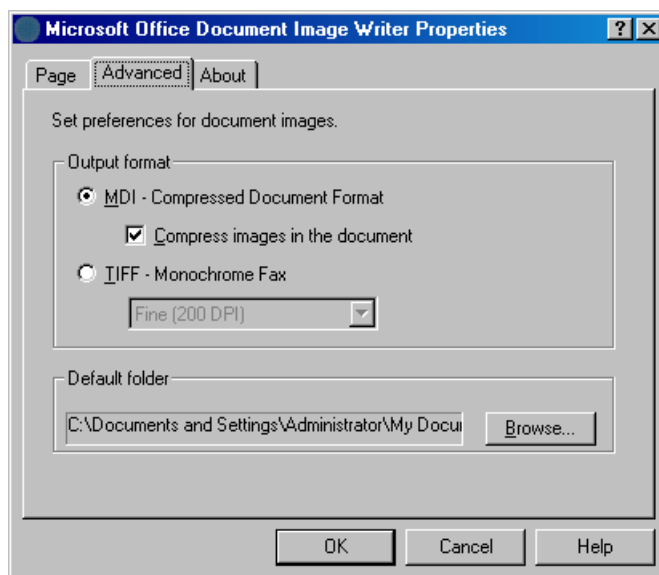 Microsoft Office Document Image Writer Properties
Page Advanced About
Set preferences for document images.
Output format
MDI - Compressed Document Format
Compress images in the document
TIFF - Monochrome Fax
Fine (200 DPI)
Default folder
C:\Documents and Settings\Administrator\My Docu
Browse...
OK Cancel Help